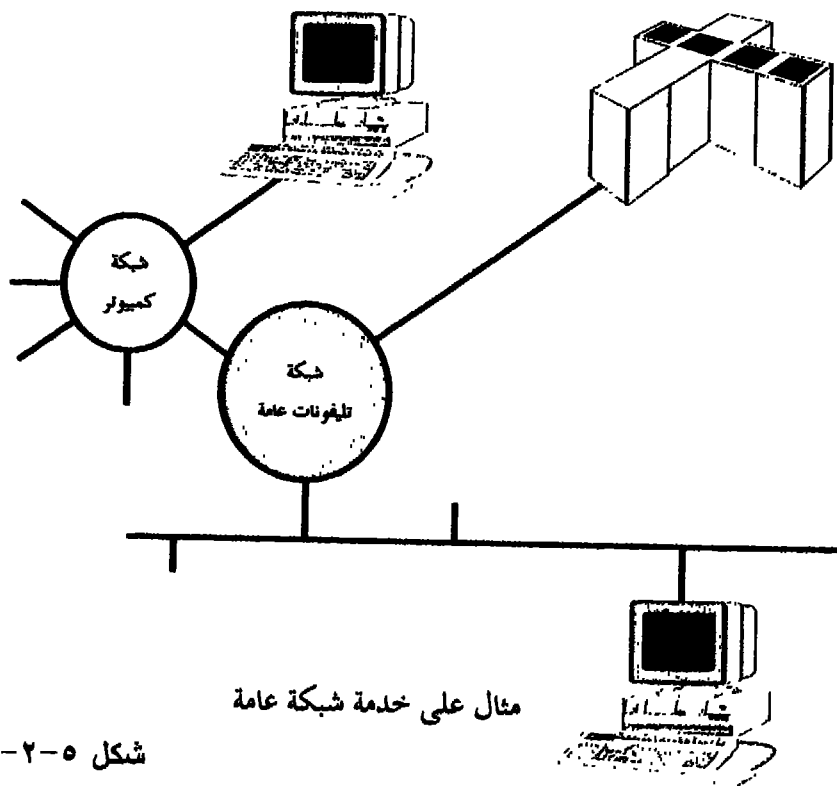 شبكة
كمبيوتر
شبكة
تليفونات عامة
مثال على خدمة شبكة عامة
شكل ٥-٢-